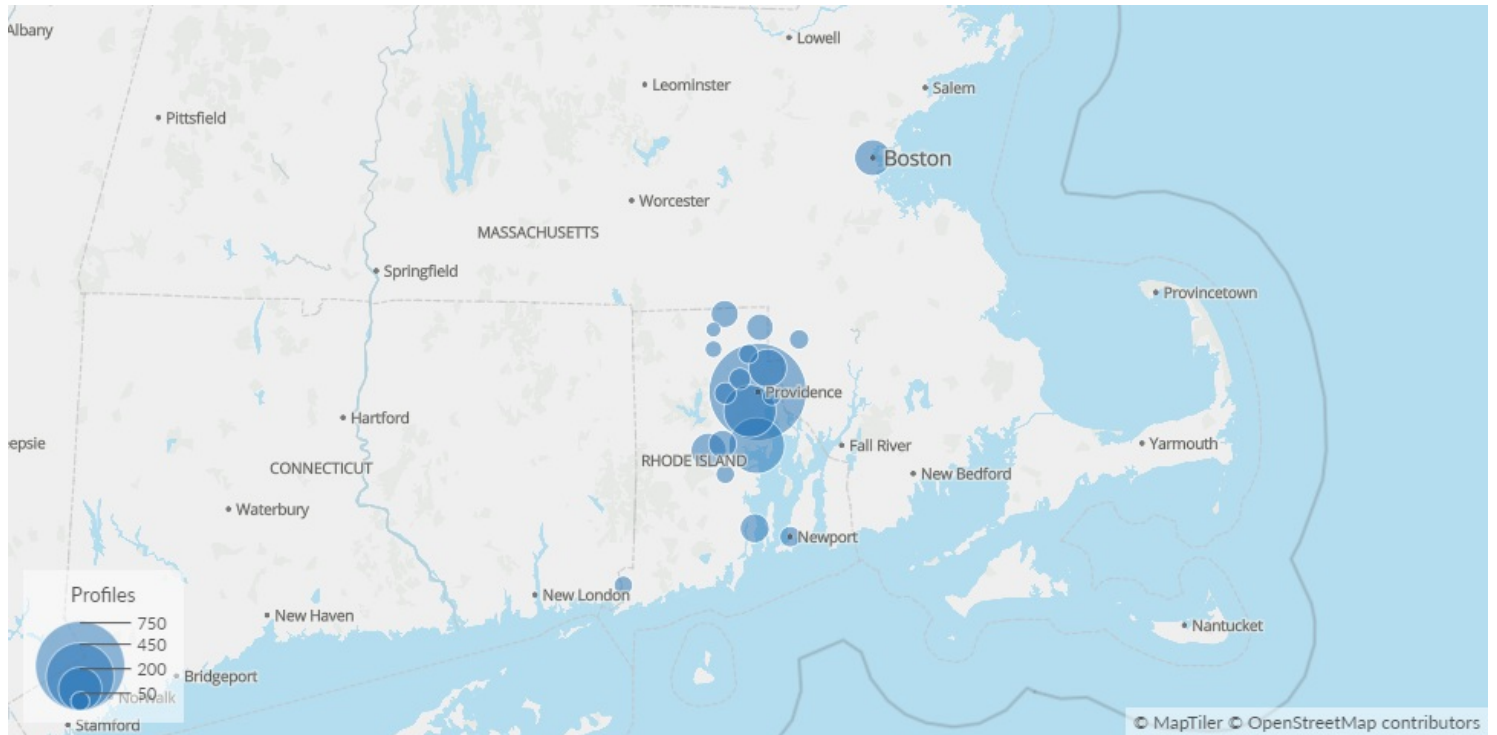 Albany
Lowell
Leominster
Salem
Pittsfield
Boston
Worcester
MASSACHUSETTS
Springfield
Provincetown
Providence
Hartford
eepsie
Fall River
Yarmouth
RHODE ISLAND
CONNECTICUT
New Bedford
Waterbury
Newport
Profiles
New London
750
New Haven
450
Nantucket
200
Bridgeport
50
Norwalk
Stamford
© MapTiler © OpenStreetMap contributors